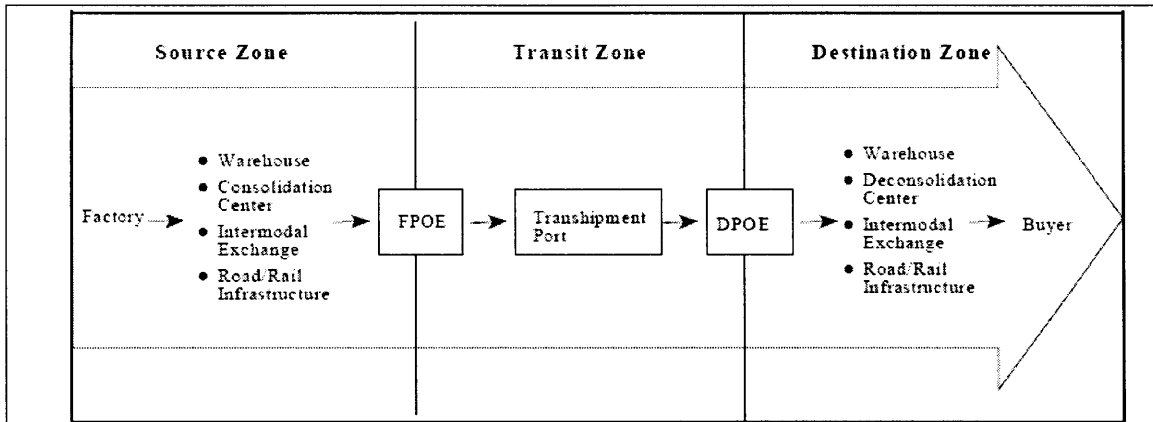 Source Zone
Transit Zone
Destination Zone
Factory
● Warehouse
● Consolidation
Center
● Intermodal
Exchange
● Road/Rail
Infrastructure
FPOE
Transhipment
Port
DPOE
● Warehouse
● Deconsolidation
Center
● Intermodal
Exchange
● Road/Rail
Infrastructure
Buyer